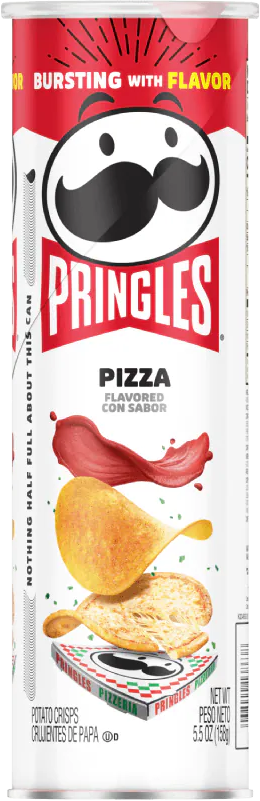 OR BURSTING WITH FLAVOR
PRINGLES
NOTHING HALF FULL ABOUT THIS CAN
PIZZA
FLAVORED
CON SABOR
PRINGLES PIZZERIA PRINGLES
POTATO CRISPS
CRUJIENTES DE PAPA Ⓤ D
NET WT
PESO NETO
5.5 OZ (158g)